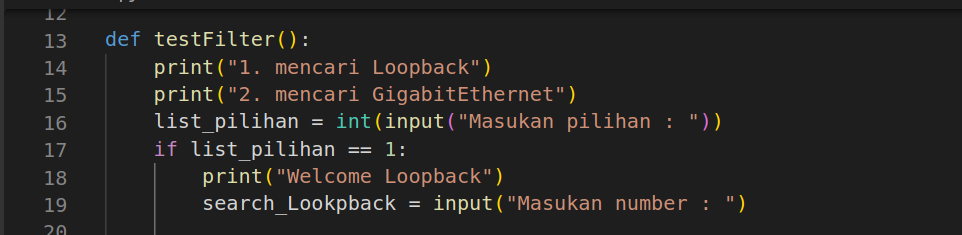 12
13 def testFilter():
14 print("1. mencari Loopback")
15 print("2. mencari GigabitEthernet")
16 list_pilihan = int(input("Masukan pilihan : "))
17 if list_pilihan == 1:
18 print("Welcome Loopback")
19 search_Lookpback = input("Masukan number : ")
20